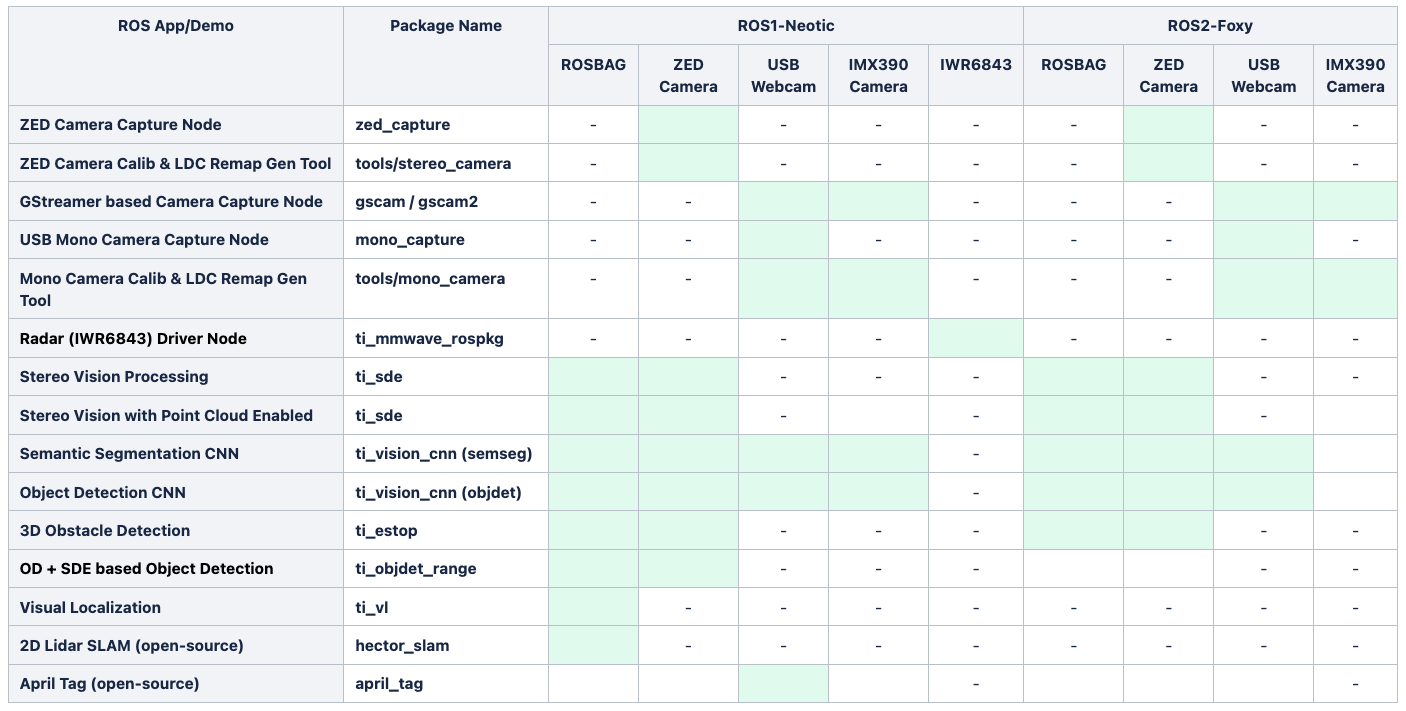 ROS App/Demo Package Name ROS1-Neotic ROS2-Foxy
ROSBAG ZED Camera USB Webcam IMX390 Camera IWR6843 ROSBAG ZED Camera USB Webcam IMX390 Camera
ZED Camera Capture Node zed_capture - - - - - - -
ZED Camera Calib & LDC Remap Gen Tool tools/stereo_camera - - - - - - -
GStreamer based Camera Capture Node gscam / gscam2 - - - - -
USB Mono Camera Capture Node mono_capture - - - - - - -
Mono Camera Calib & LDC Remap Gen Tool tools/mono_camera - - - - -
Radar (IWR6843) Driver Node ti_mmwave_rospkg - - - - - - - -
Stereo Vision Processing ti_sde - - - - -
Stereo Vision with Point Cloud Enabled ti_sde - - -
Semantic Segmentation CNN ti_vision_cnn (semseg) -
Object Detection CNN ti_vision_cnn (objdet) -
3D Obstacle Detection ti_estop - - - - -
OD + SDE based Object Detection ti_objdet_range - - - - -
Visual Localization ti_vl - - - - - - - -
2D Lidar SLAM (open-source) hector_slam - - - - - - - -
April Tag (open-source) april_tag - -